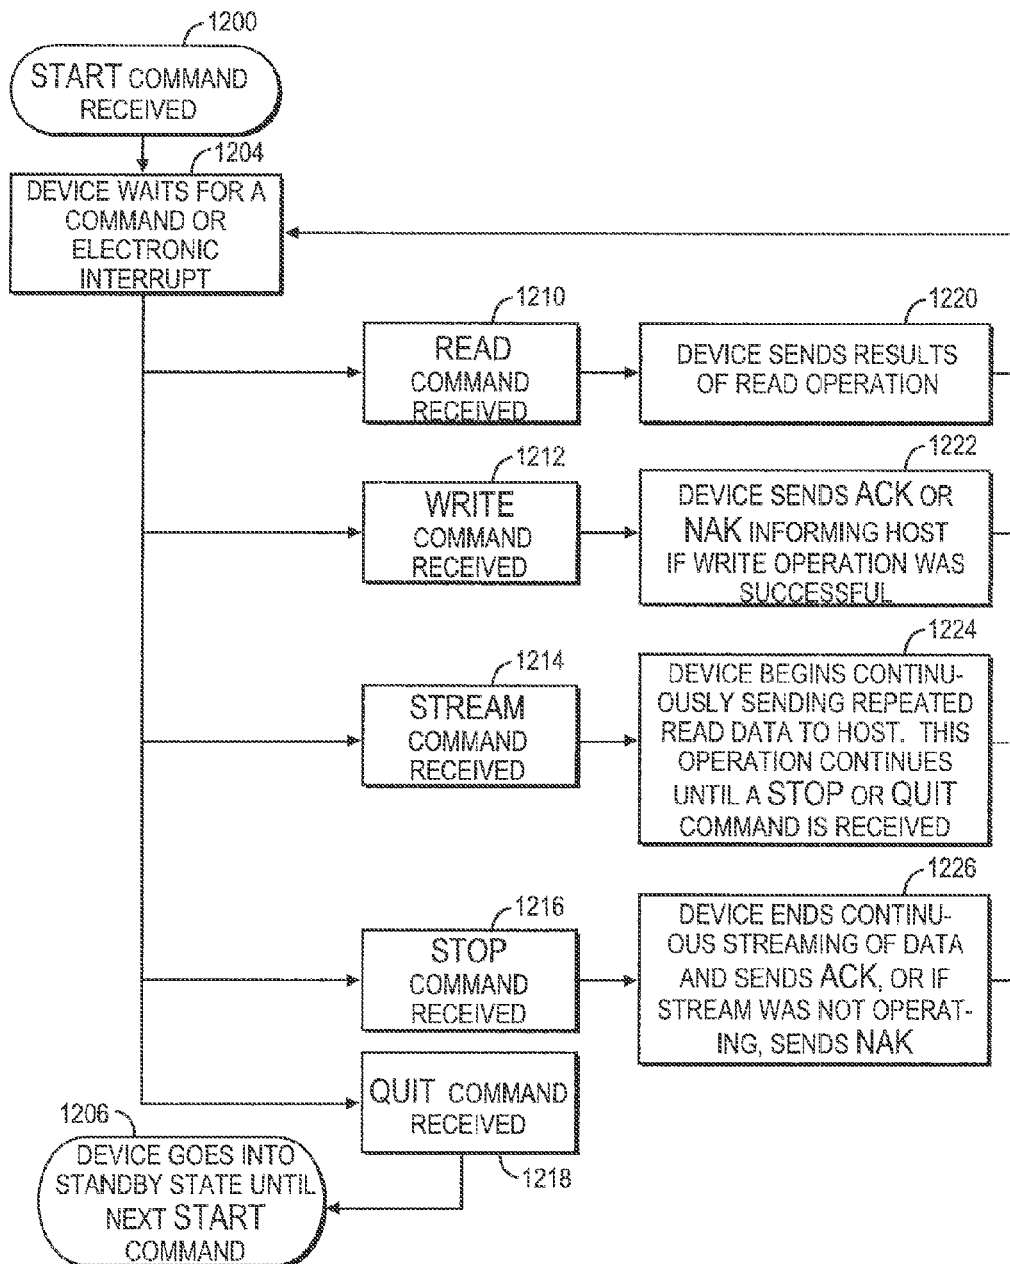 1200
START COMMAND
RECEIVED
1204
DEVICE WAITS FOR A
COMMAND OR
ELECTRONIC
INTERRUPT
1210
READ
COMMAND
RECEIVED
1220
DEVICE SENDS RESULTS
OF READ OPERATION
1212
WRITE
COMMAND
RECEIVED
1222
DEVICE SENDS ACK OR
NAK INFORMING HOST
IF WRITE OPERATION WAS
SUCCESSFUL
1214
STREAM
COMMAND
RECEIVED
1224
DEVICE BEGINS CONTINU-
OUSLY SENDING REPEATED
READ DATA TO HOST. THIS
OPERATION CONTINUES
UNTIL A STOP OR QUIT
COMMAND IS RECEIVED
1216
STOP
COMMAND
RECEIVED
1226
DEVICE ENDS CONTINU-
OUS STREAMING OF DATA
AND SENDS ACK, OR IF
STREAM WAS NOT OPERAT-
ING, SENDS NAK
QUIT COMMAND
RECEIVED
1218
1206
DEVICE GOES INTO
STANDBY STATE UNTIL
NEXT START
COMMAND